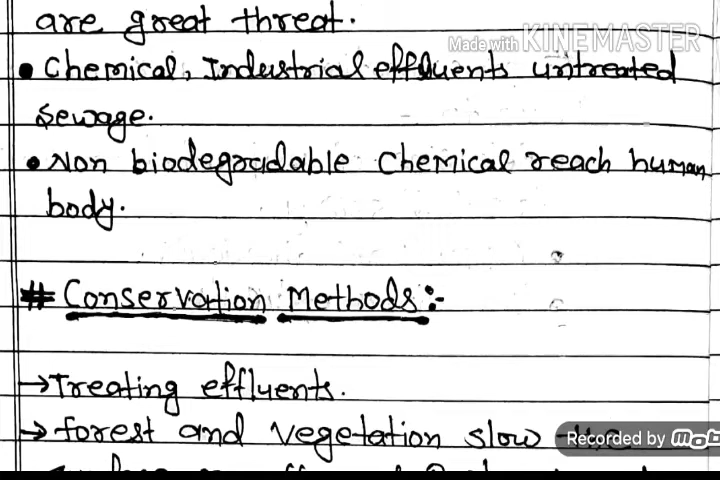 are great threat.
Made with KINEMASTER
• Chemical, Industrial effluents untreated
sewage.
• Non biodegradable chemical reach human
body.
# Conservation Methods:-
→ Treating effluents.
→ forest and vegetation slow
Recorded by